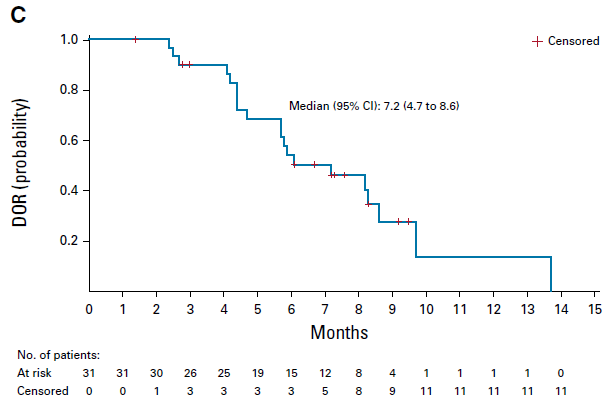 C
1.0
0.8
0.6
0.4
0.2
DOR (probability)
Censored
Median (95% CI): 7.2 (4.7 to 8.6)
0 1 2 3 4 5 6 7 8 9 10 11 12 13 14 15
Months
No. of patients:
At risk 31 31 30 26 25 19 15 12 8 4 1 1 1 1 0
Censored 0 0 1 3 3 3 3 5 8 9 11 11 11 11 11